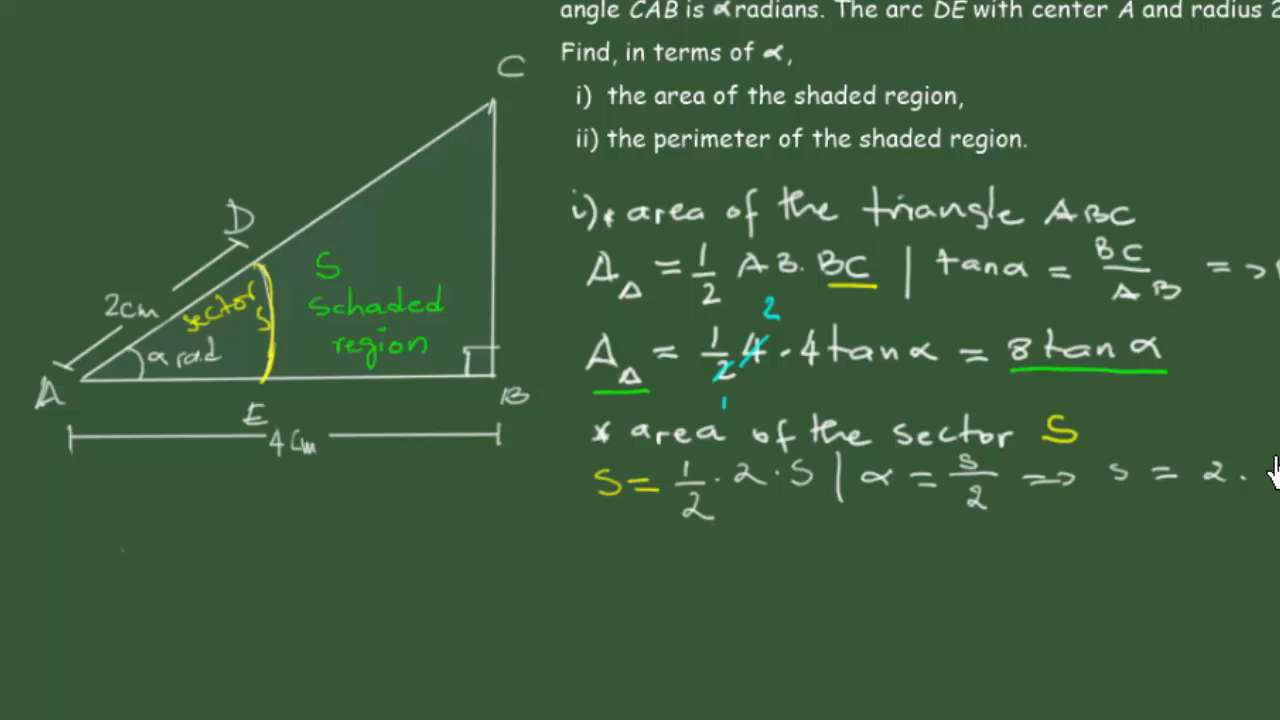 angle CAB is α radians. The arc DE with center A and radius 2
Find, in terms of α,
i) the area of the shaded region,
ii) the perimeter of the shaded region.
C
D
2cm
sector s
S
schaded
region
α rad
A
E
B
4cm
i) * area of the triangle ABC
A△ = 1/2 AB. BC | tanα = BC/AB =>
A△ = 1/2 4 · 4 tanα = 8 tanα
2
1
* area of the sector S
S = 1/2 · 2 · s | α = s/2 => s = 2 .